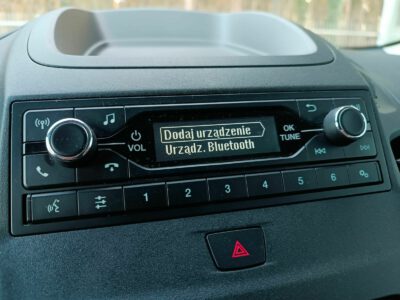 Dodaj urządzenie
Urządz. Bluetooth
VOL
OK
TUNE
1
2
3
4
5
6